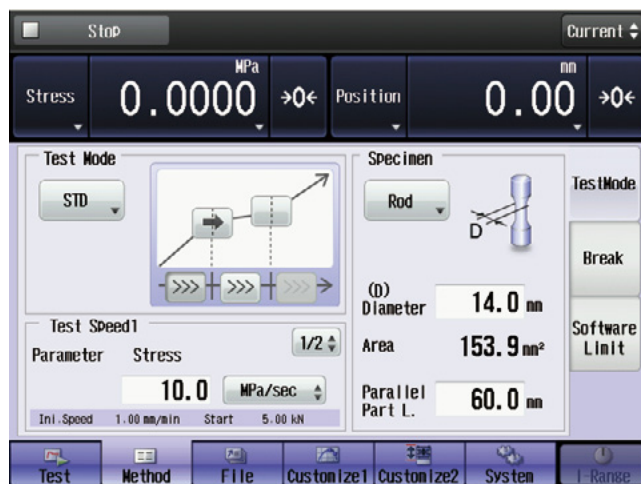 Stop
Current
Stress
0.0000
MPa
→0←
Position
0.00
mm
→0←
Test Mode
STD
>>>
>>>
>>>
Specimen
Rod
D
(D)
Diameter
14.0 mm
Area
153.9 mm²
Parallel
Part L.
60.0 mm
TestMode
Break
Software
Limit
Test Speed1
1/2
Parameter
Stress
10.0
MPa/sec
Ini.Speed 1.00 mm/min Start 5.00 kN
Test
Method
File
Customize1
Customize2
System
I-Range